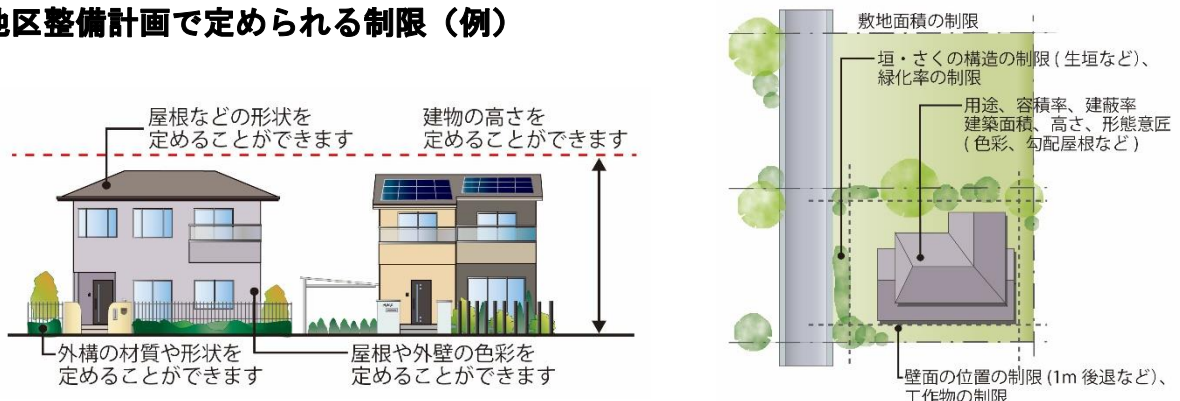 地区整備計画で定められる制限（例）
屋根などの形状を
定めることができます
建物の高さを
定めることができます
外構の材質や形状を
定めることができます
屋根や外壁の色彩を
定めることができます
敷地面積の制限
垣・さくの構造の制限(生垣など)、
緑化率の制限
用途、容積率、建蔽率
建築面積、高さ、形態意匠
(色彩、勾配屋根など)
壁面の位置の制限(1m後退など)、
工作物の制限